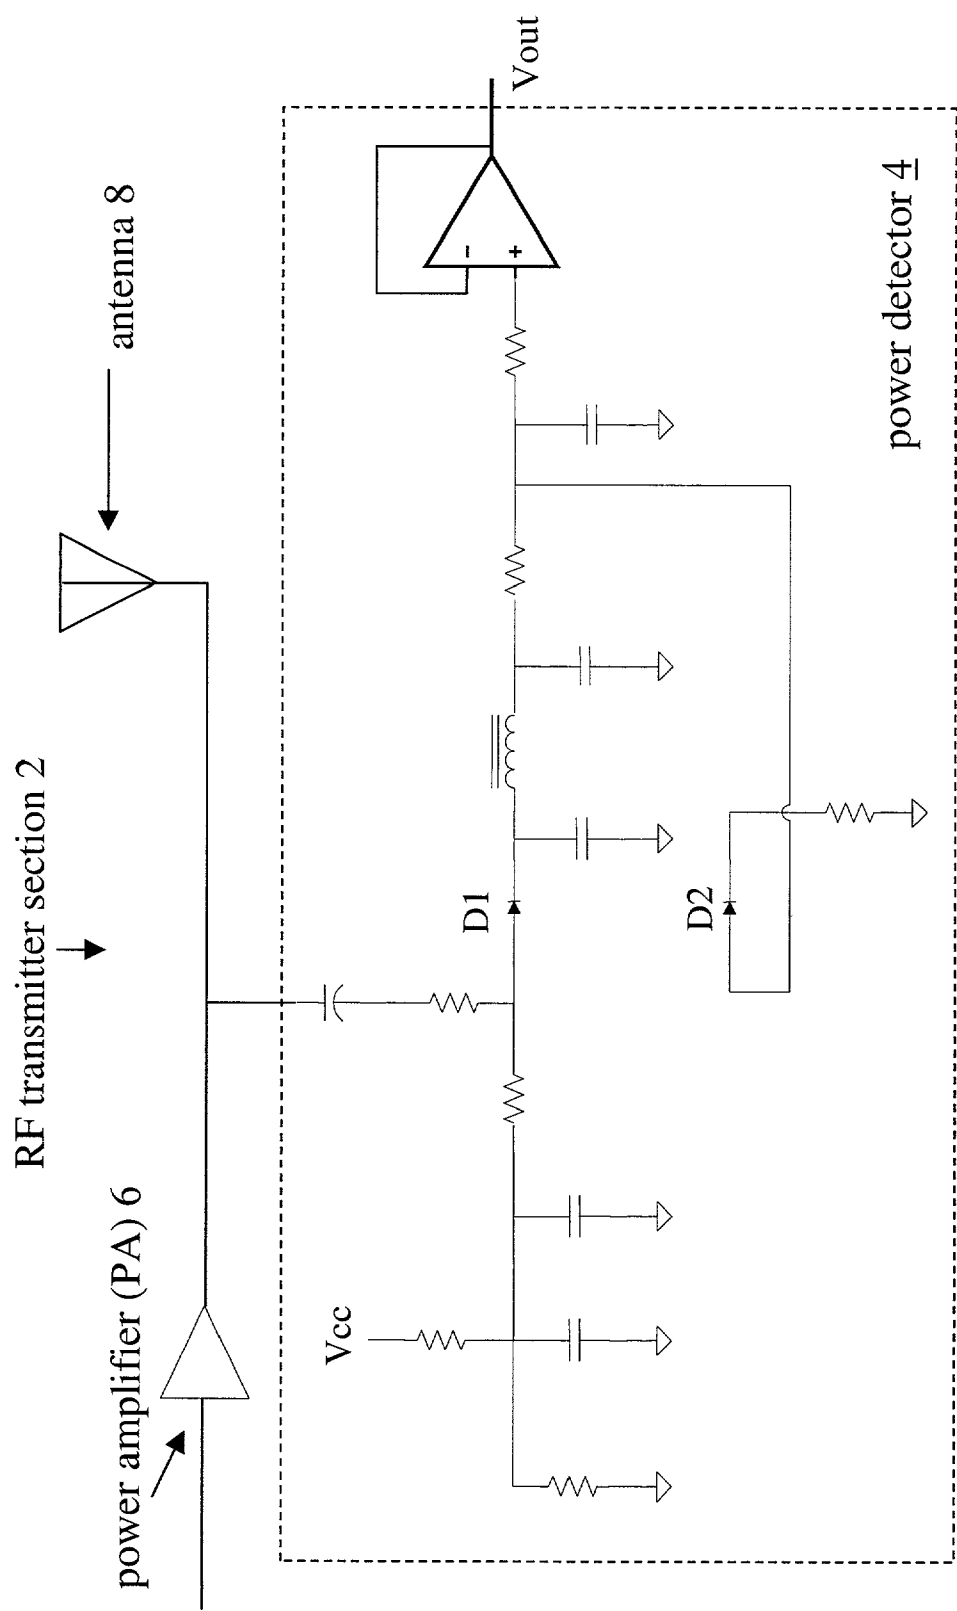 RF transmitter section 2
antenna 8
power amplifier (PA) 6
Vcc
D1
D2
-
+
Vout
power detector 4